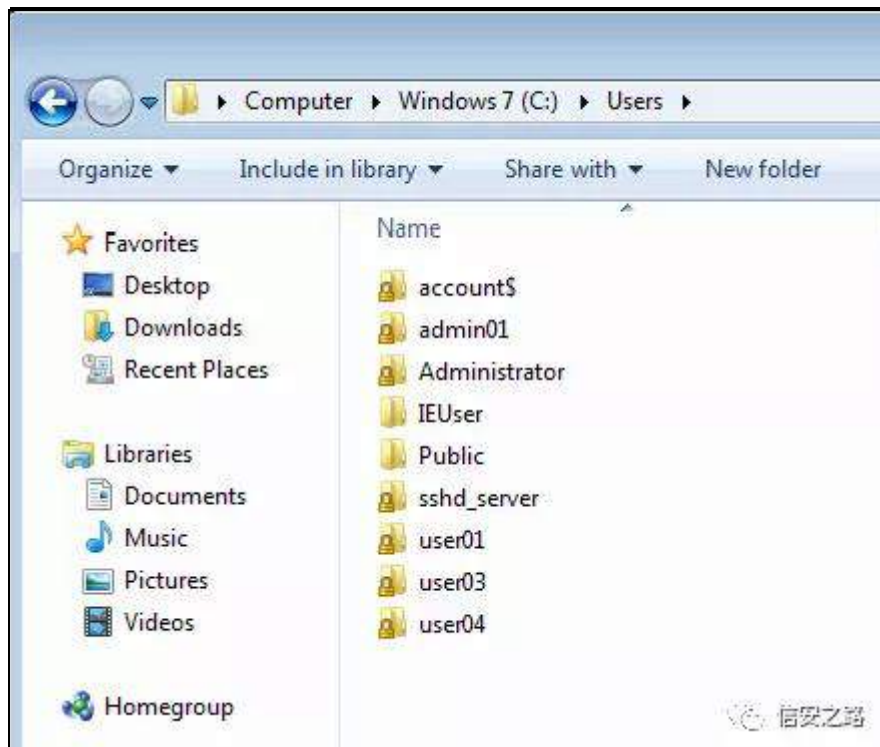 Computer ▸ Windows 7 (C:) ▸ Users ▸
Organize ▾ Include in library ▾ Share with ▾ New folder
Favorites
Desktop
Downloads
Recent Places
Libraries
Documents
Music
Pictures
Videos
Homegroup
Name
account$
admin01
Administrator
IEUser
Public
sshd_server
user01
user03
user04
信安之路